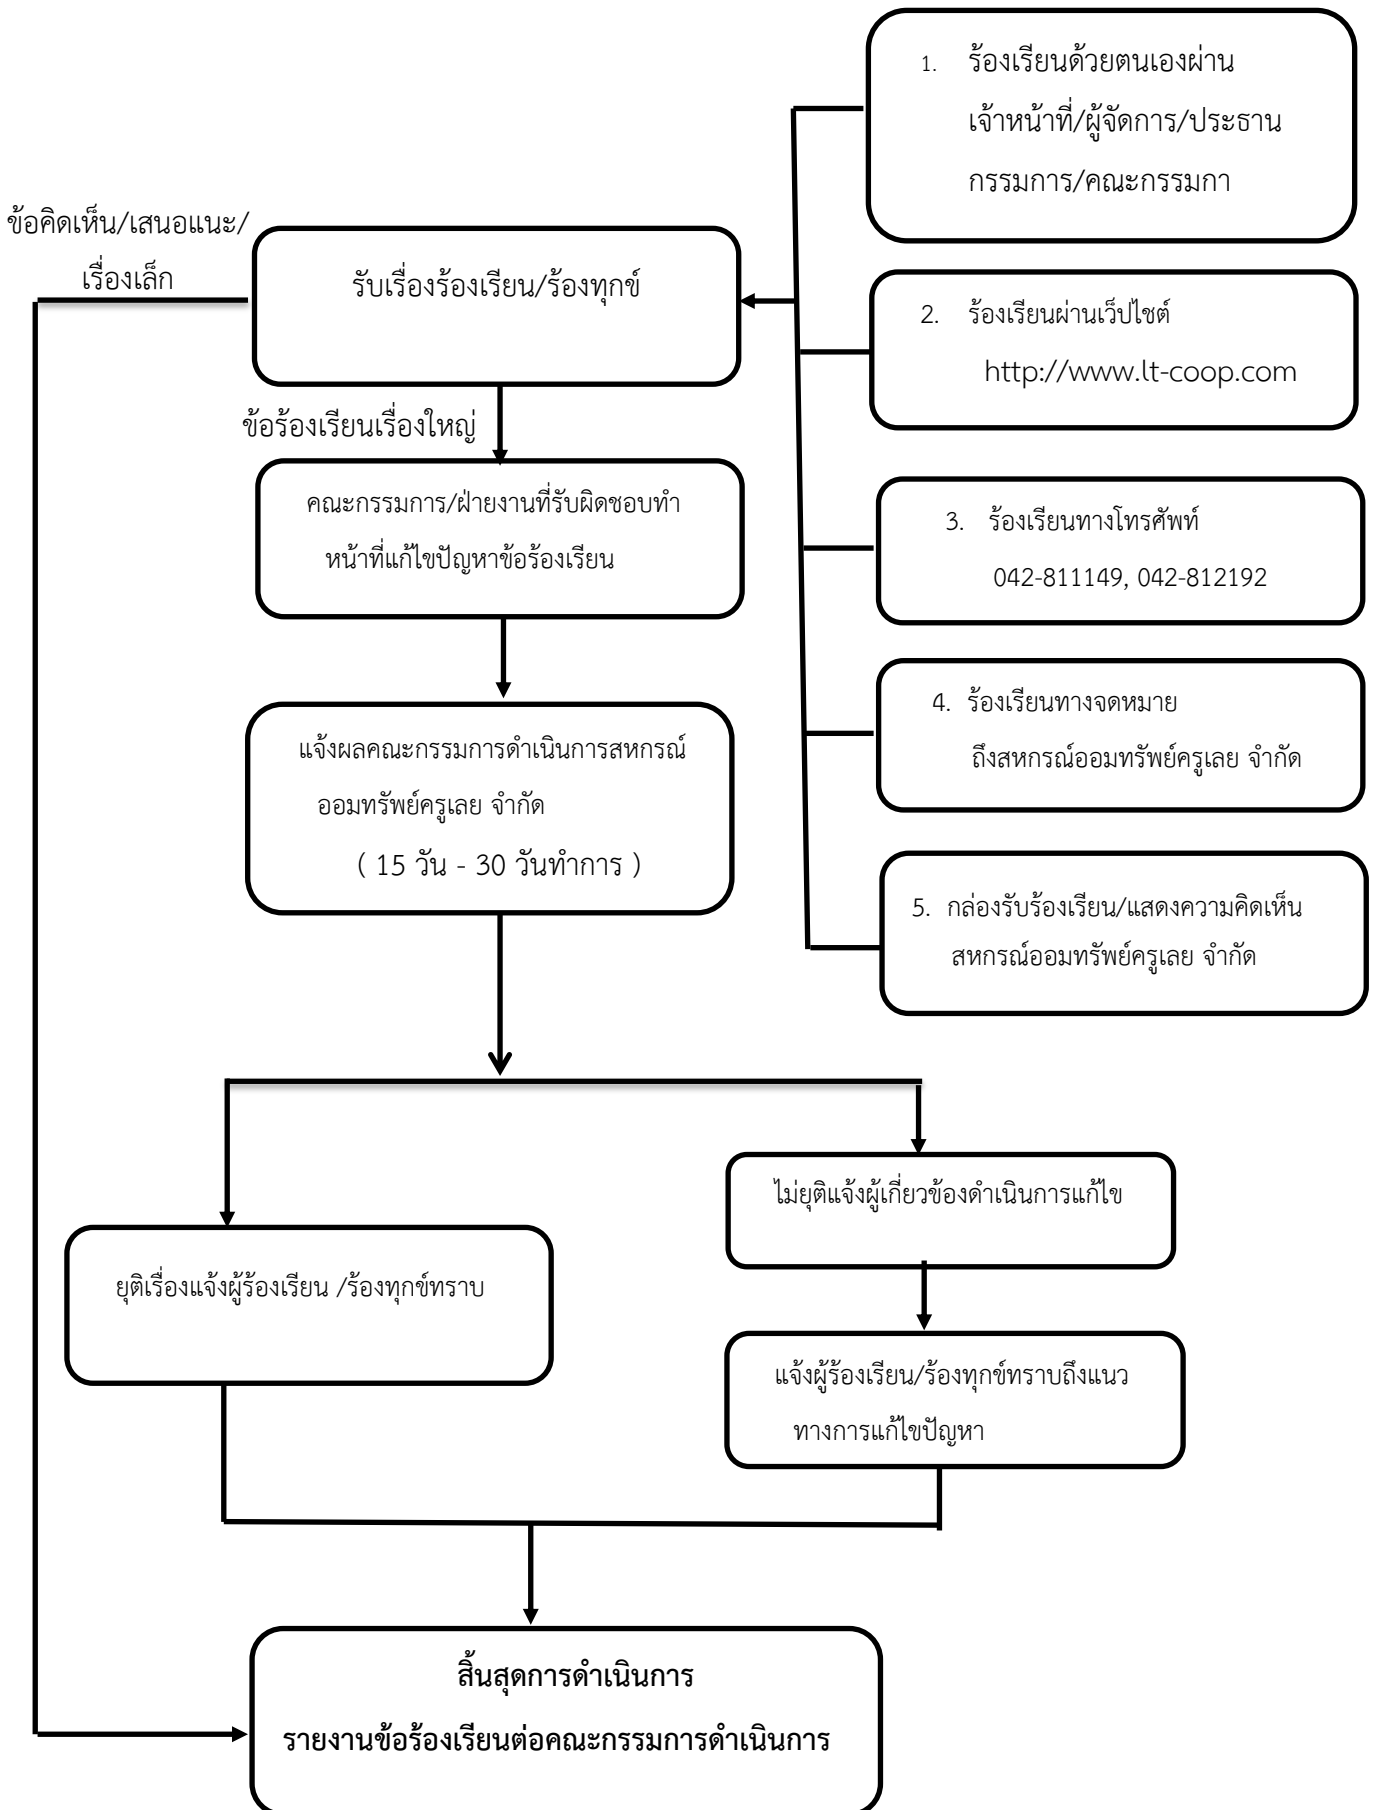 1. ร้องเรียนด้วยตนเองผ่าน
เจ้าหน้าที่/ผู้จัดการ/ประธาน
กรรมการ/คณะกรรมกา
ข้อคิดเห็น/เสนอแนะ/
เรื่องเล็ก
รับเรื่องร้องเรียน/ร้องทุกข์
2. ร้องเรียนผ่านเว็ปไซต์
http://www.lt-coop.com
ข้อร้องเรียนเรื่องใหญ่
คณะกรรมการ/ฝ่ายงานที่รับผิดชอบทำ
หน้าที่แก้ไขปัญหาข้อร้องเรียน
3. ร้องเรียนทางโทรศัพท์
042-811149, 042-812192
แจ้งผลคณะกรรมการดำเนินการสหกรณ์
ออมทรัพย์ครูเลย จำกัด
( 15 วัน - 30 วันทำการ )
4. ร้องเรียนทางจดหมาย
ถึงสหกรณ์ออมทรัพย์ครูเลย จำกัด
5. กล่องรับร้องเรียน/แสดงความคิดเห็น
สหกรณ์ออมทรัพย์ครูเลย จำกัด
ไม่ยุติแจ้งผู้เกี่ยวข้องดำเนินการแก้ไข
ยุติเรื่องแจ้งผู้ร้องเรียน /ร้องทุกข์ทราบ
แจ้งผู้ร้องเรียน/ร้องทุกข์ทราบถึงแนว
ทางการแก้ไขปัญหา
สิ้นสุดการดำเนินการ
รายงานข้อร้องเรียนต่อคณะกรรมการดำเนินการ